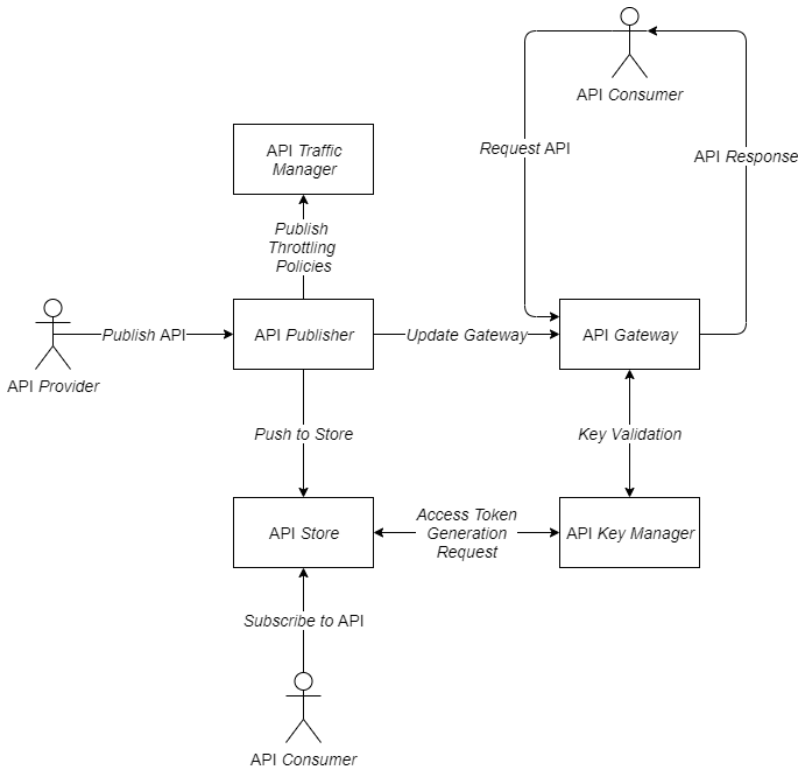 API Consumer
Request API
API Response
API Traffic
Manager
Publish
Throttling
Policies
Publish API
API Provider
API Publisher
Update Gateway
API Gateway
Push to Store
Key Validation
API Store
Access Token
Generation
Request
API Key Manager
Subscribe to API
API Consumer